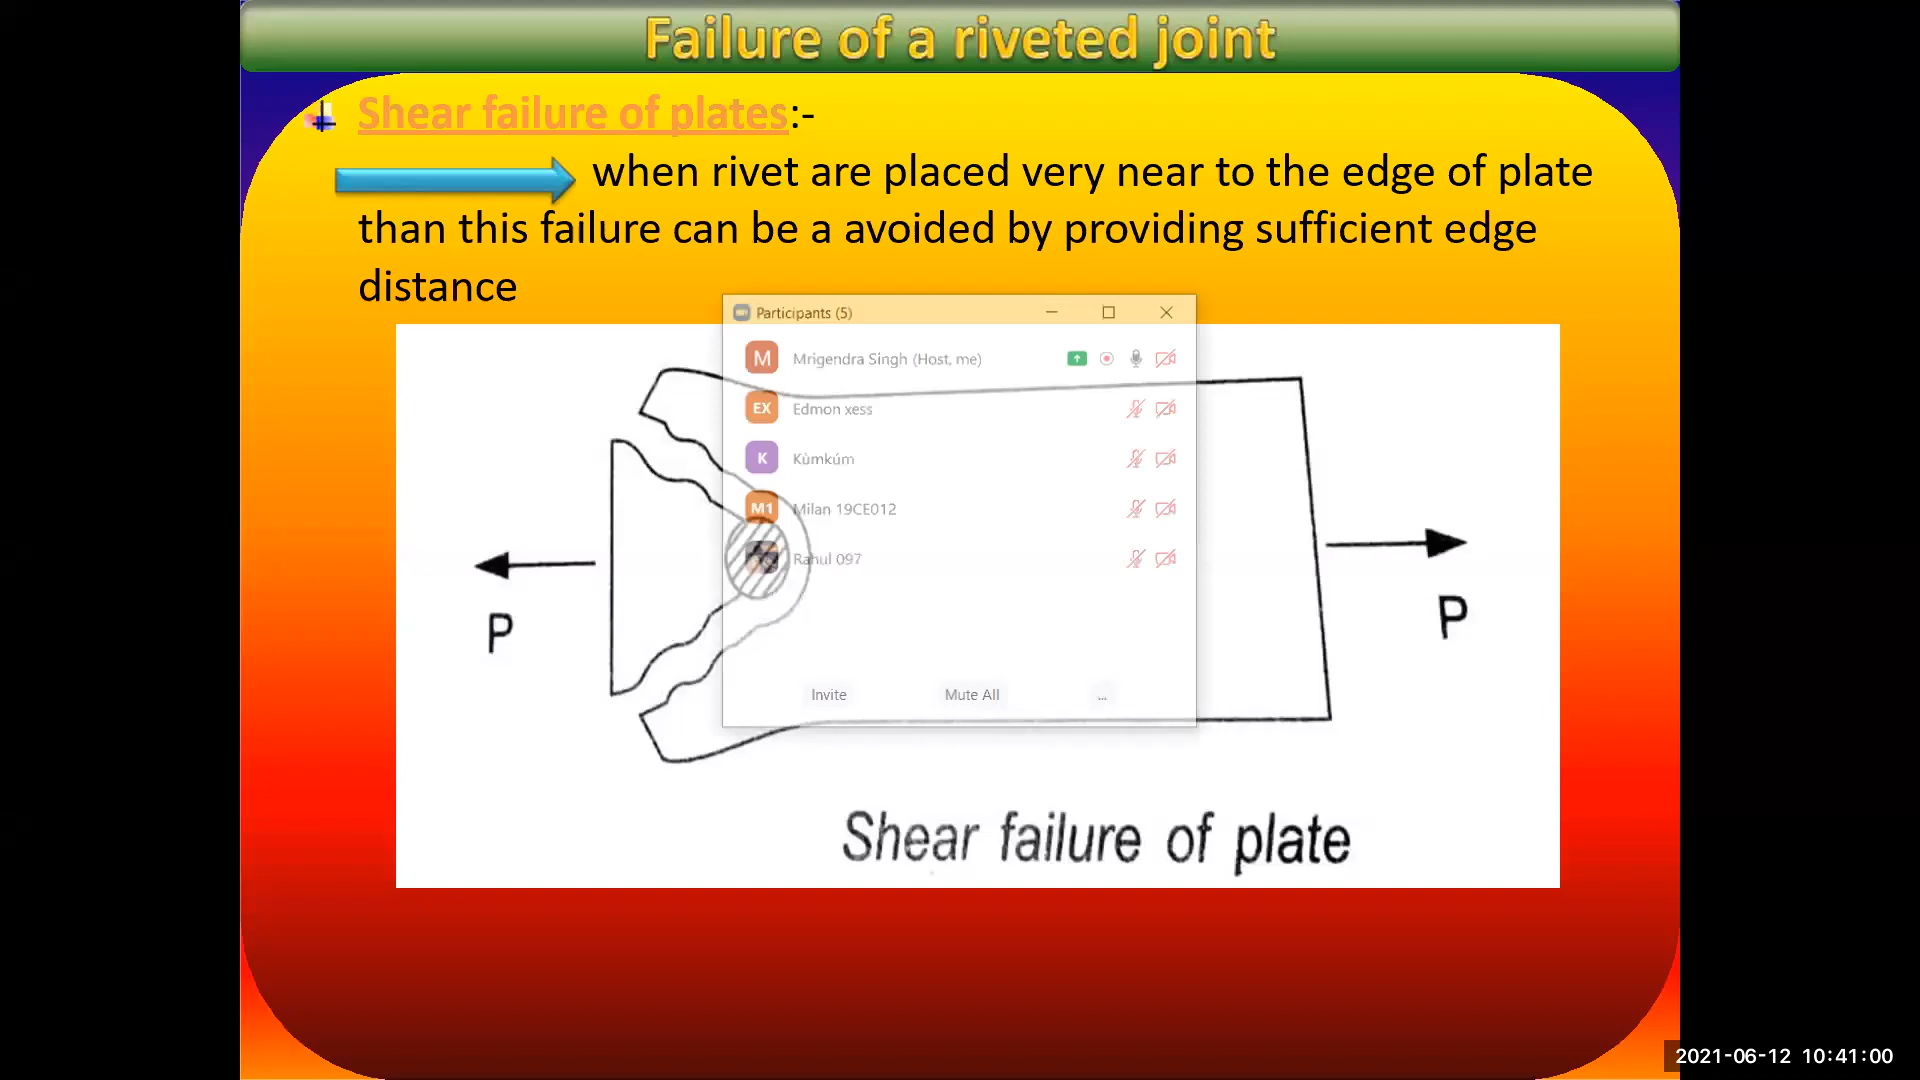 Failure of a riveted joint
Shear failure of plates:-
when rivet are placed very near to the edge of plate
than this failure can be a avoided by providing sufficient edge
distance
Participants (5)
M Mrigendra Singh (Host, me)
EX Edmon xess
K Kùmkúm
M1 Milan 19CE012
Rahul 097
Invite Mute All ...
P
P
Shear failure of plate
2021-06-12 10:41:00